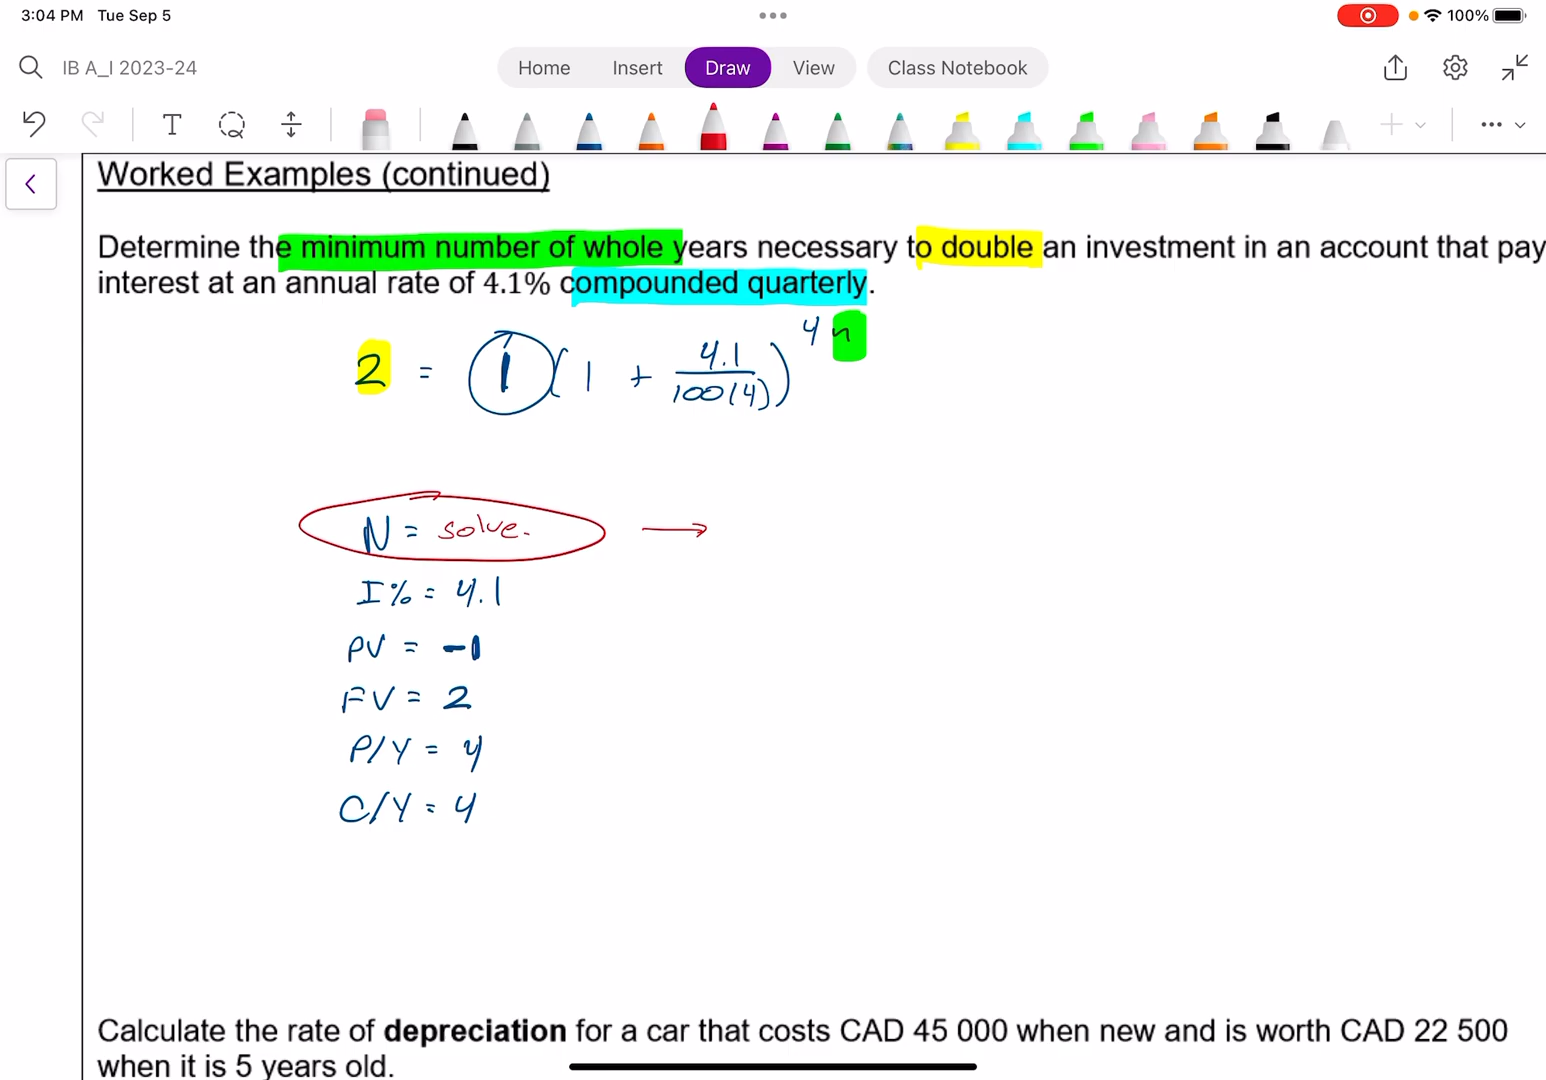 3:04 PM Tue Sep 5
100%
IB A_I 2023-24
Home Insert Draw View Class Notebook
T
Worked Examples (continued)
Determine the minimum number of whole years necessary to double an investment in an account that pay
interest at an annual rate of 4.1% compounded quarterly.
2 = 1 ( 1 + 4.1 / 100(4) )^4n
N = solve. →
I% = 4.1
PV = -1
FV = 2
P/Y = 4
C/Y = 4
Calculate the rate of depreciation for a car that costs CAD 45 000 when new and is worth CAD 22 500
when it is 5 years old.